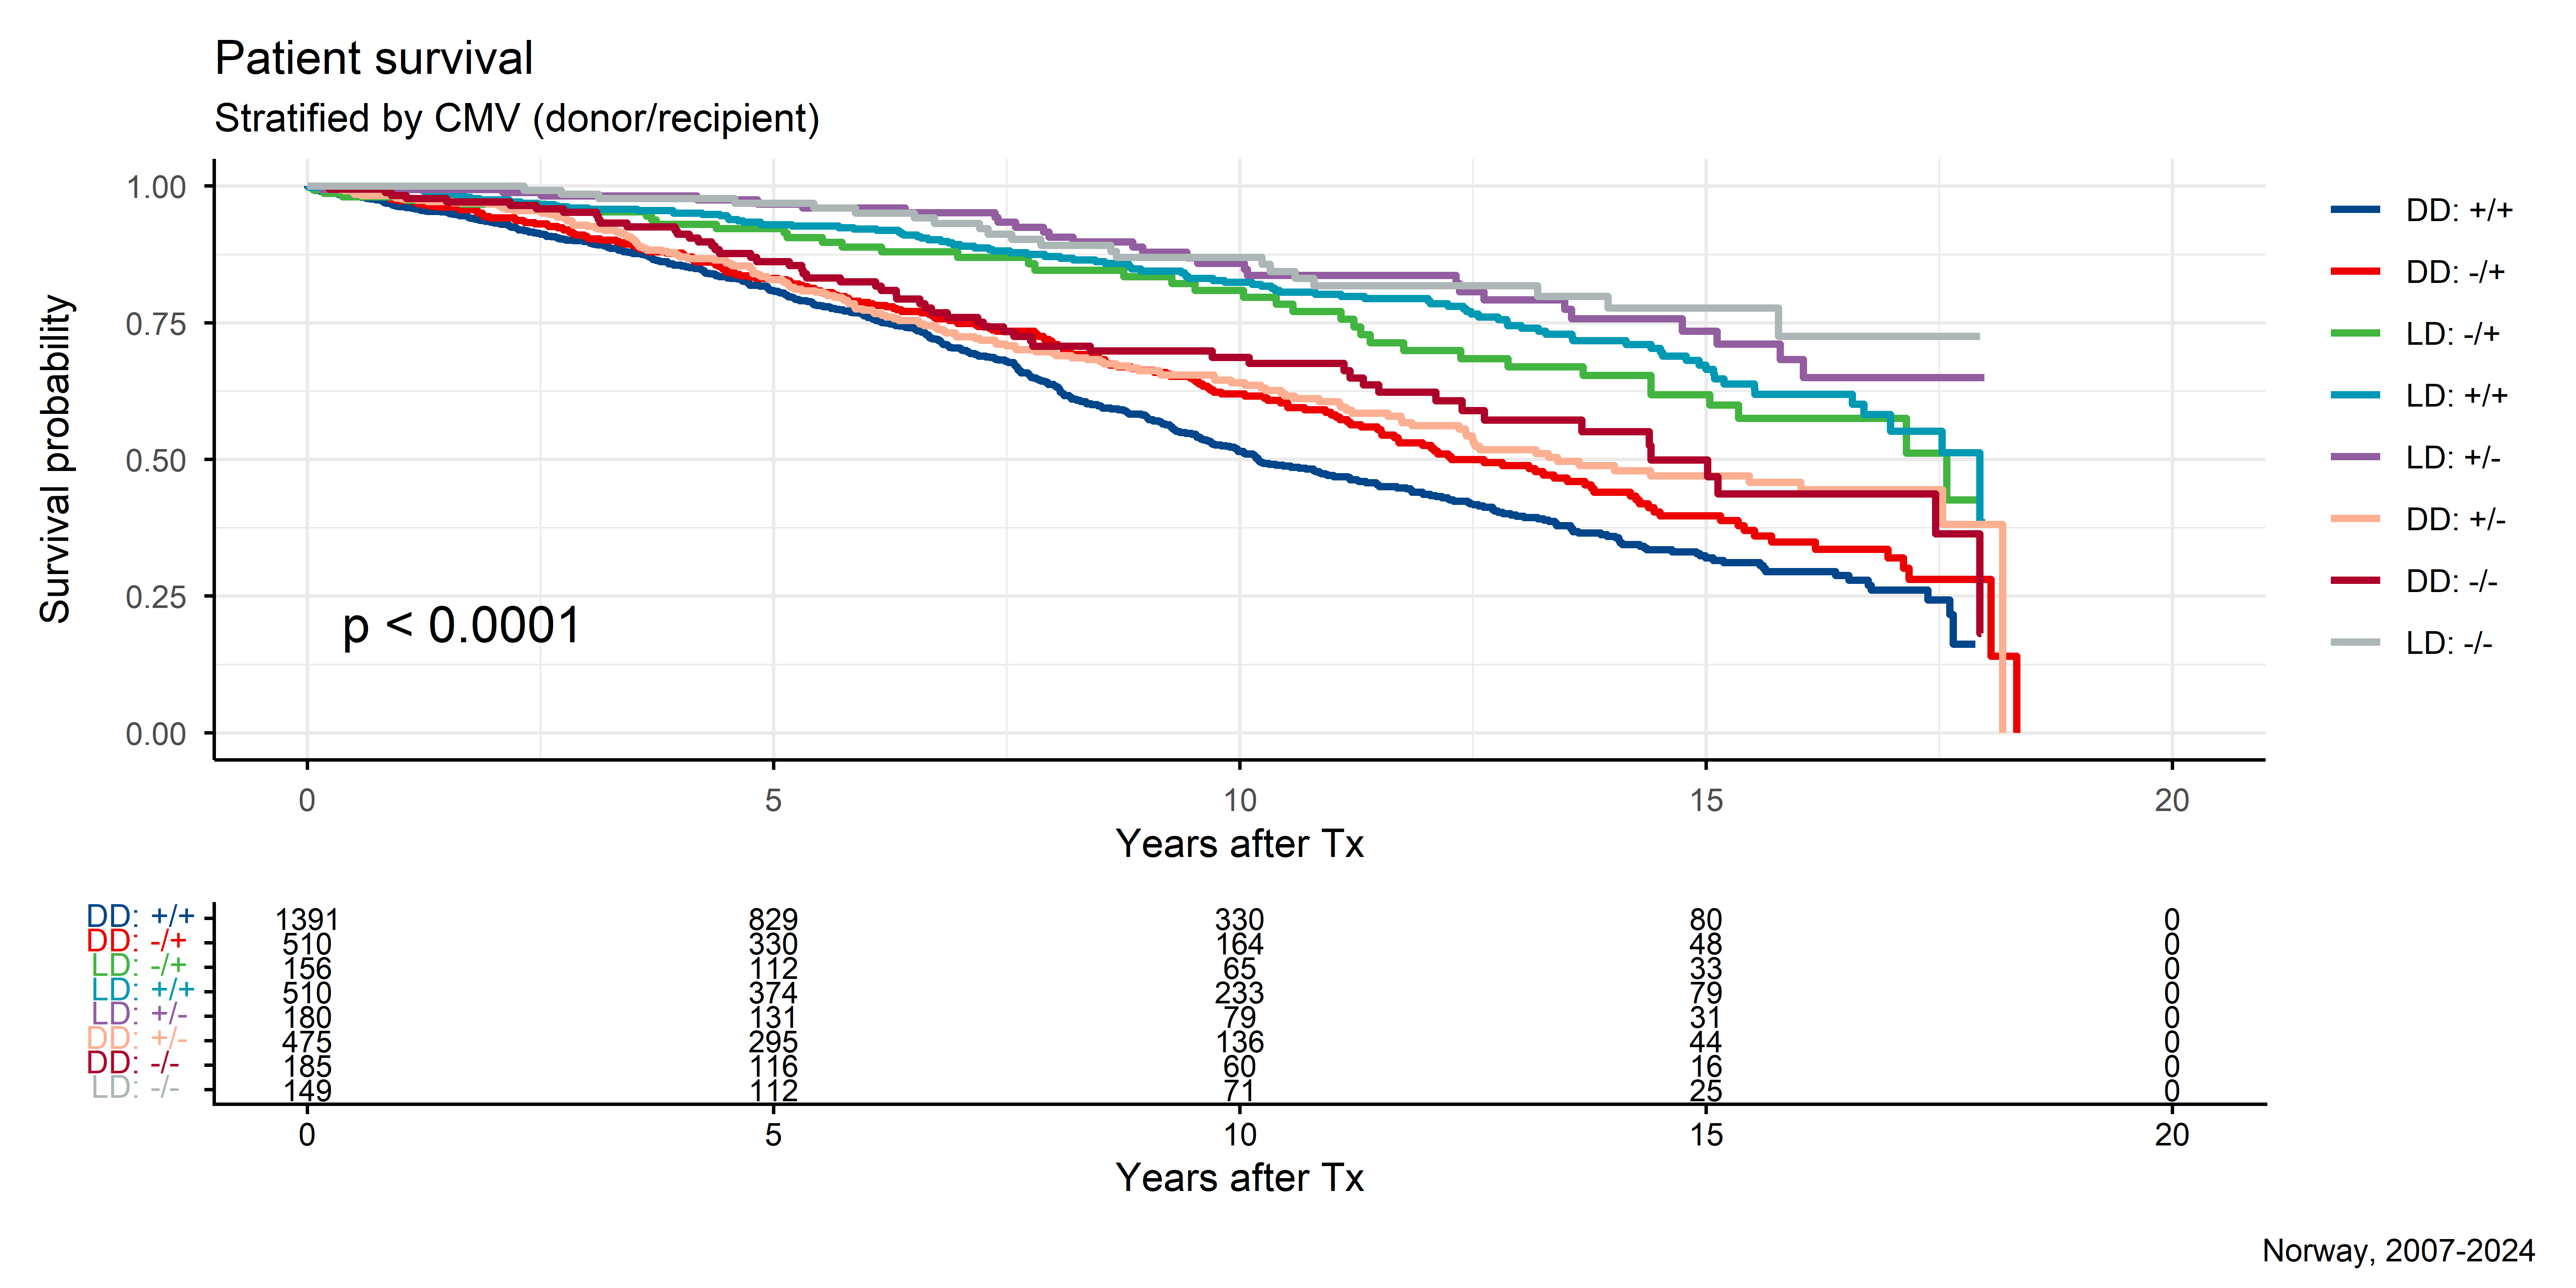 Patient survival
Stratified by CMV (donor/recipient)
1.00
0.75
0.50
0.25
0.00
Survival probability
p < 0.0001
0 5 10 15 20
Years after Tx
DD: +/+
DD: -/+
LD: -/+
LD: +/+
LD: +/-
DD: +/-
DD: -/-
LD: -/-
DD: +/+ 1391 829 330 80 0
DD: -/+ 510 330 164 48 0
LD: -/+ 156 112 65 33 0
LD: +/+ 510 374 233 79 0
LD: +/- 180 131 79 31 0
DD: +/- 475 295 136 44 0
DD: -/- 185 116 60 16 0
LD: -/- 149 112 71 25 0
0 5 10 15 20
Years after Tx
Norway, 2007-2024